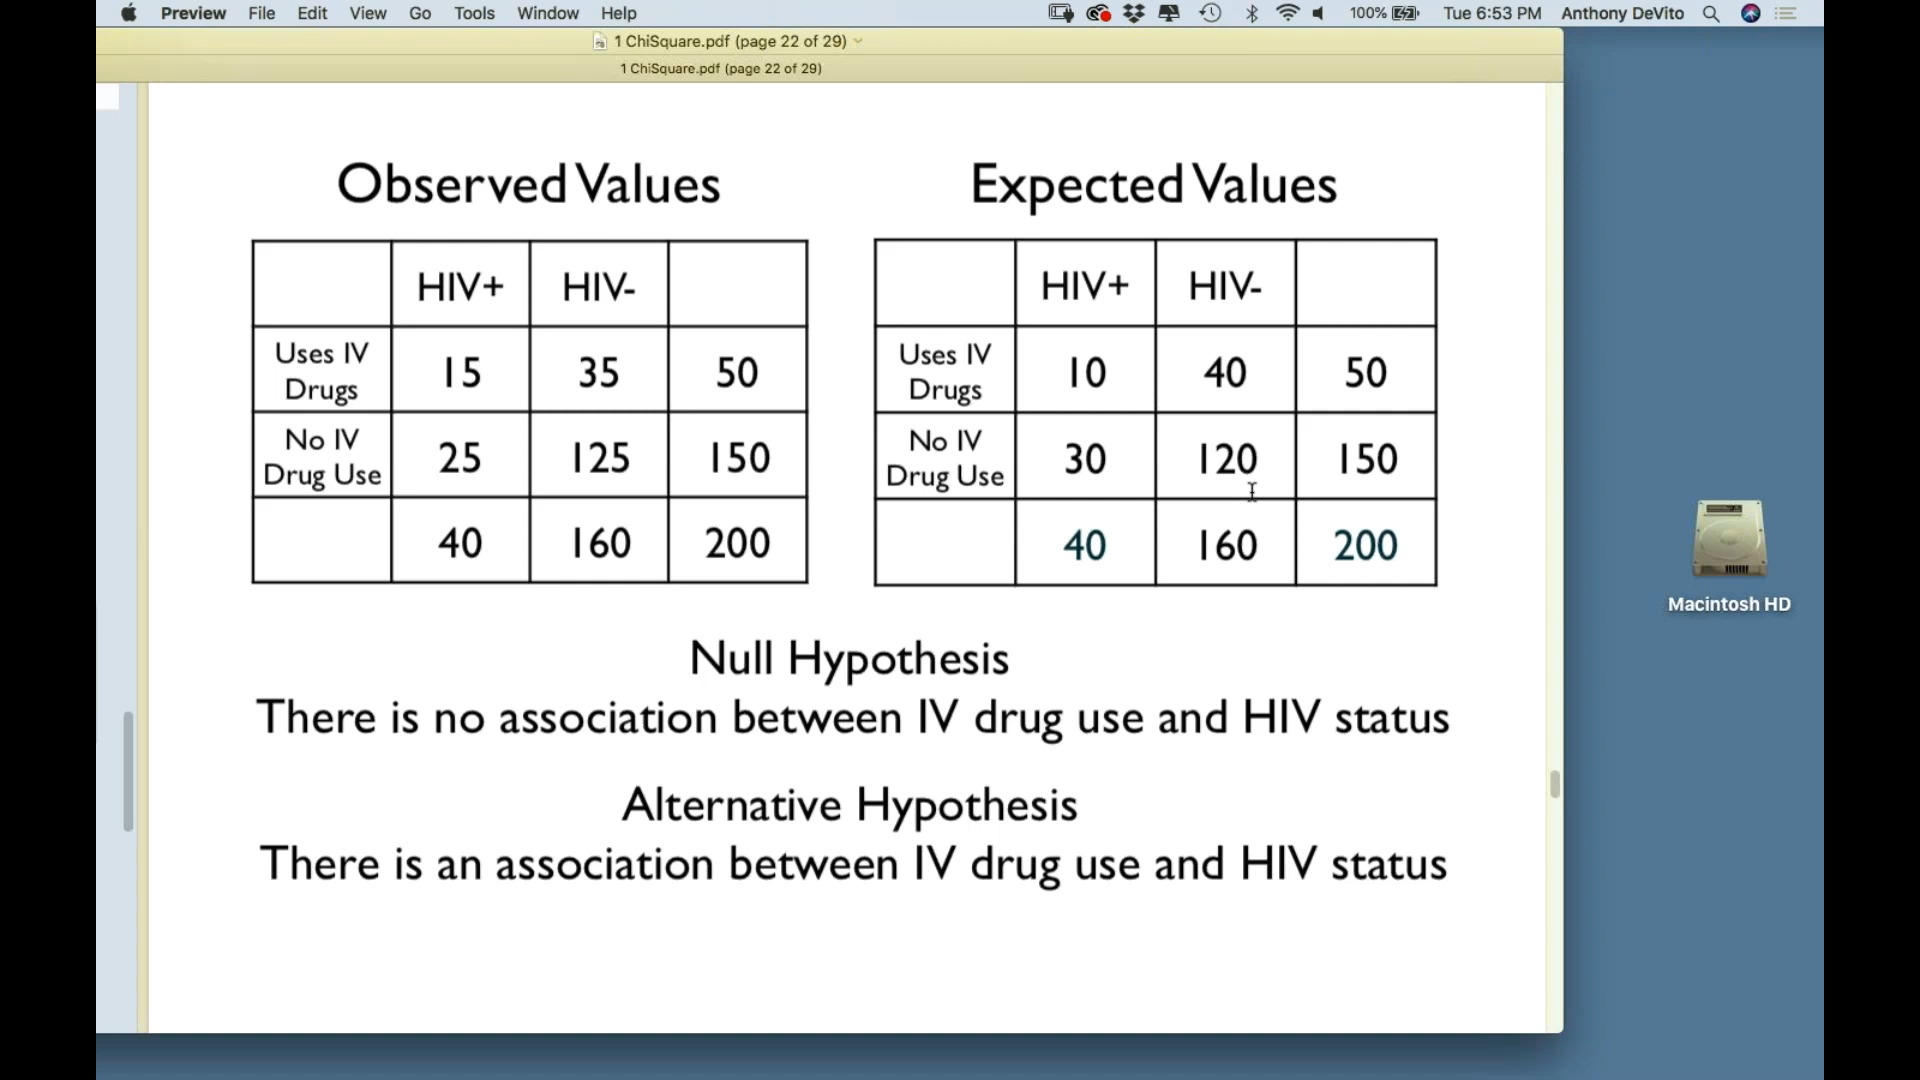 Preview File Edit View Go Tools Window Help 100% Tue 6:53 PM Anthony DeVito
1 ChiSquare.pdf (page 22 of 29)
1 ChiSquare.pdf (page 22 of 29)
Observed Values
HIV+ HIV-
Uses IV
Drugs
15 35 50
No IV
Drug Use
25 125 150
40 160 200
Expected Values
HIV+ HIV-
Uses IV
Drugs
10 40 50
No IV
Drug Use
30 120 150
40 160 200
Null Hypothesis
There is no association between IV drug use and HIV status
Alternative Hypothesis
There is an association between IV drug use and HIV status
Macintosh HD